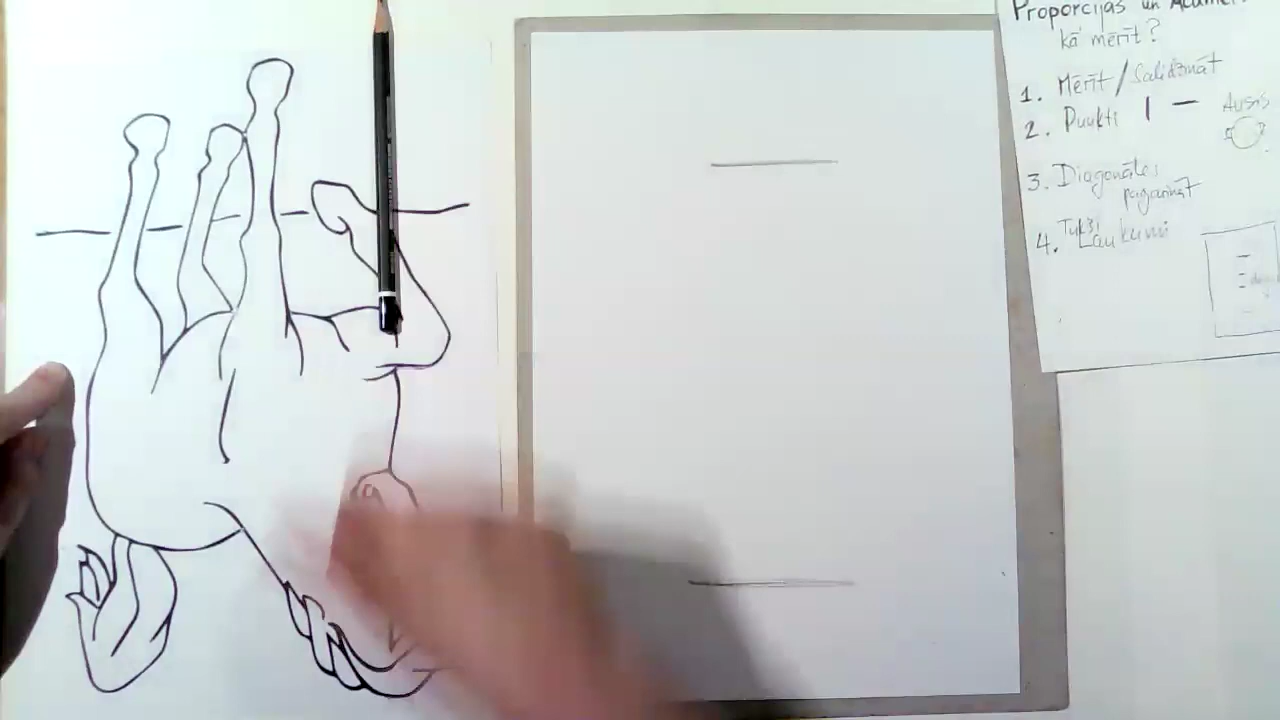 Proporcijas un
kā mērīt?
1. Mērīt/Salīdzināt
2. Punkti | —
Ausis
3. Diagonāles
pagarināt
4. Tukši
Laukumi